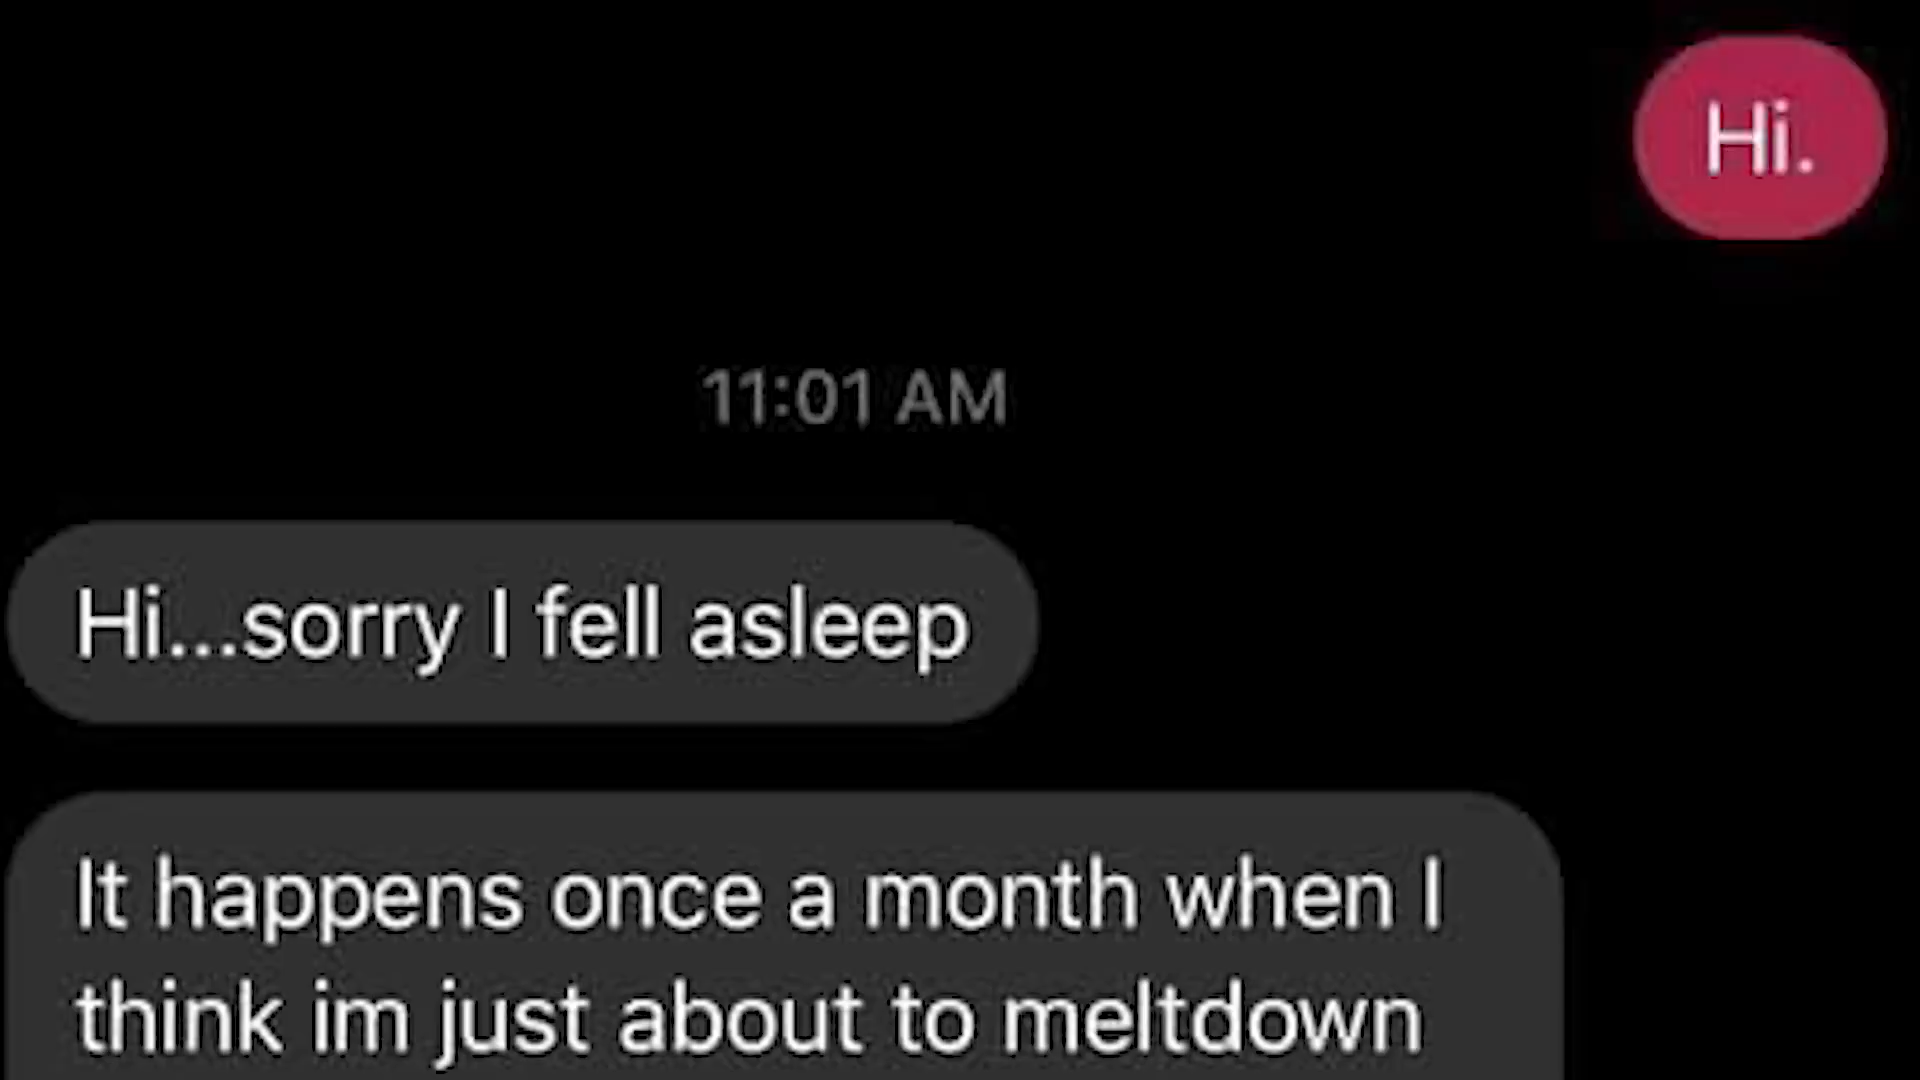 Hi.
11:01 AM
Hi...sorry I fell asleep
It happens once a month when I
think im just about to meltdown